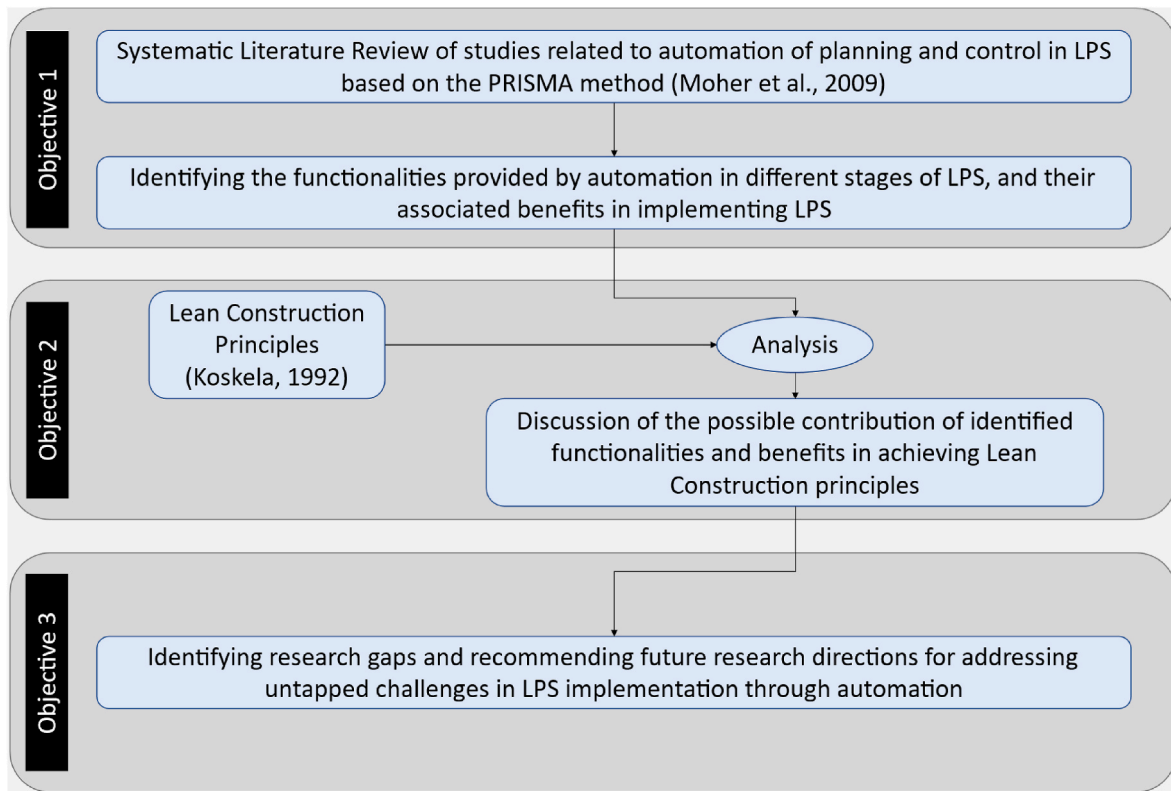 Objective 1
Systematic Literature Review of studies related to automation of planning and control in LPS
based on the PRISMA method (Moher et al., 2009)
Identifying the functionalities provided by automation in different stages of LPS, and their
associated benefits in implementing LPS
Objective 2
Lean Construction
Principles
(Koskela, 1992)
Analysis
Discussion of the possible contribution of identified
functionalities and benefits in achieving Lean
Construction principles
Objective 3
Identifying research gaps and recommending future research directions for addressing
untapped challenges in LPS implementation through automation